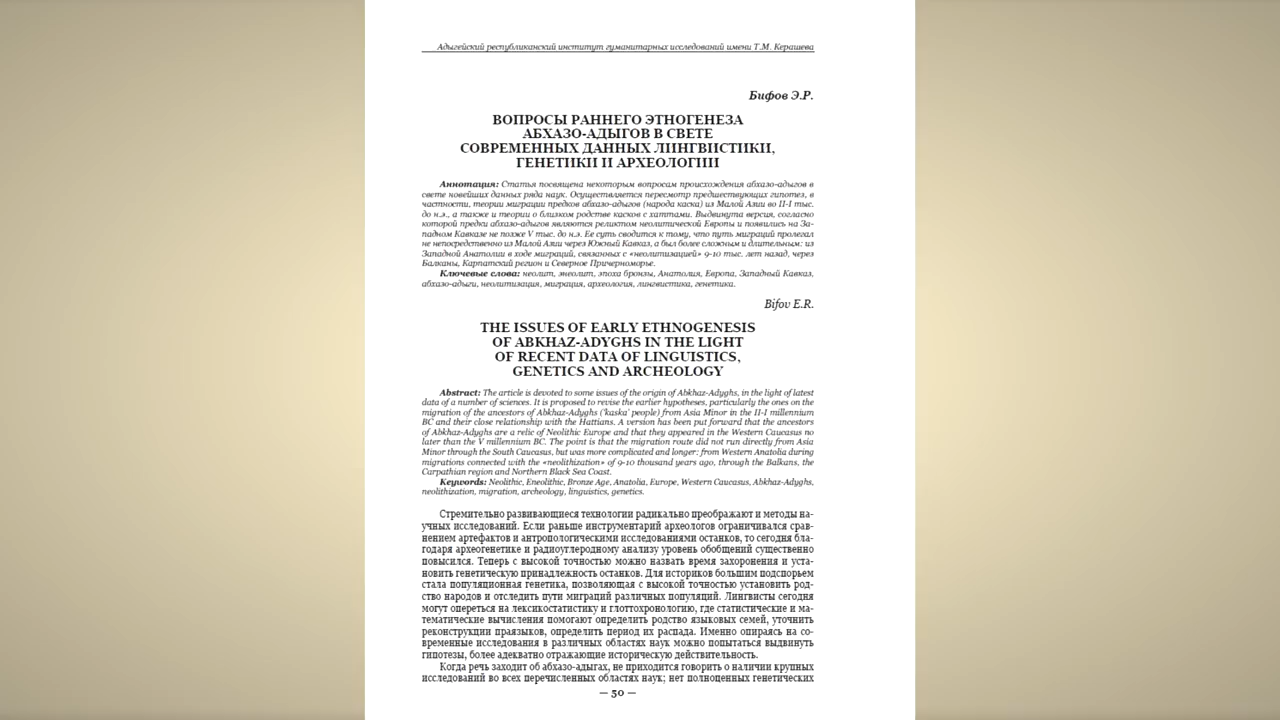 Адыгейский республиканский институт гуманитарных исследований имени Т.М. Керашева
Бифов Э.Р.
ВОПРОСЫ РАННЕГО ЭТНОГЕНЕЗА
АБХАЗО-АДЫГОВ В СВЕТЕ
СОВРЕМЕННЫХ ДАННЫХ ЛИНГВИСТИКИ,
ГЕНЕТИКИ И АРХЕОЛОГИИ
Аннотация: Статья посвящена некоторым вопросам происхождения абхазо-адыгов в
свете новейших данных ряда наук. Осуществляется пересмотр предшествующих гипотез, в
частности, теории миграции предков абхазо-адыгов (народа каска) из Малой Азии во II-I тыс.
до н.э., а также и теории о близком родстве касков с хаттами. Выдвинута версия, согласно
которой предки абхазо-адыгов являются реликтом неолитической Европы и появились на За-
падном Кавказе не позже V тыс. до н.э. Ее суть сводится к тому, что путь миграций пролегал
не непосредственно из Малой Азии через Южный Кавказ, а был более сложным и длительным: из
Западной Анатолии в ходе миграций, связанных с «неолитизацией» 9-10 тыс. лет назад, через
Балканы, Карпатский регион и Северное Причерноморье.
Ключевые слова: неолит, энеолит, эпоха бронзы, Анатолия, Европа, Западный Кавказ,
абхазо-адыги, неолитизация, миграция, археология, лингвистика, генетика.
Bifov E.R.
THE ISSUES OF EARLY ETHNOGENESIS
OF ABKHAZ-ADYGHS IN THE LIGHT
OF RECENT DATA OF LINGUISTICS,
GENETICS AND ARCHEOLOGY
Abstract: The article is devoted to some issues of the origin of Abkhaz-Adyghs, in the light of latest
data of a number of sciences. It is proposed to revise the earlier hypotheses, particularly the ones on the
migration of the ancestors of Abkhaz-Adyghs ('kaska' people) from Asia Minor in the II-I millennium
BC and their close relationship with the Hattians. A version has been put forward that the ancestors
of Abkhaz-Adyghs are a relic of Neolithic Europe and that they appeared in the Western Caucasus no
later than the V millennium BC. The point is that the migration route did not run directly from Asia
Minor through the South Caucasus, but was more complicated and longer: from Western Anatolia during
migrations connected with the «neolithization» of 9-10 thousand years ago, through the Balkans, the
Carpathian region and Northern Black Sea Coast.
Keywords: Neolithic, Eneolithic, Bronze Age, Anatolia, Europe, Western Caucasus, Abkhaz-Adyghs,
neolithization, migration, archeology, linguistics, genetics.
Стремительно развивающиеся технологии радикально преображают и методы на-
учных исследований. Если раньше инструментарий археологов ограничивался срав-
нением артефактов и антропологическими исследованиями останков, то сегодня бла-
годаря археогенетике и радиоуглеродному анализу уровень обобщений существенно
повысился. Теперь с высокой точностью можно назвать время захоронения и уста-
новить генетическую принадлежность останков. Для историков большим подспорьем
стала популяционная генетика, позволяющая с высокой точностью установить род-
ство народов и отследить пути миграций различных популяций. Лингвисты сегодня
могут опереться на лексикостатистику и глоттохронологию, где статистические и ма-
тематические вычисления помогают определить родство языковых семей, уточнить
реконструкции праязыков, определить период их распада. Именно опираясь на со-
временные исследования в различных областях наук можно попытаться выдвинуть
гипотезы, более адекватно отражающие историческую действительность.
Когда речь заходит об абхазо-адыгах, не приходится говорить о наличии крупных
исследований во всех перечисленных областях наук; нет полноценных генетических
— 50 —